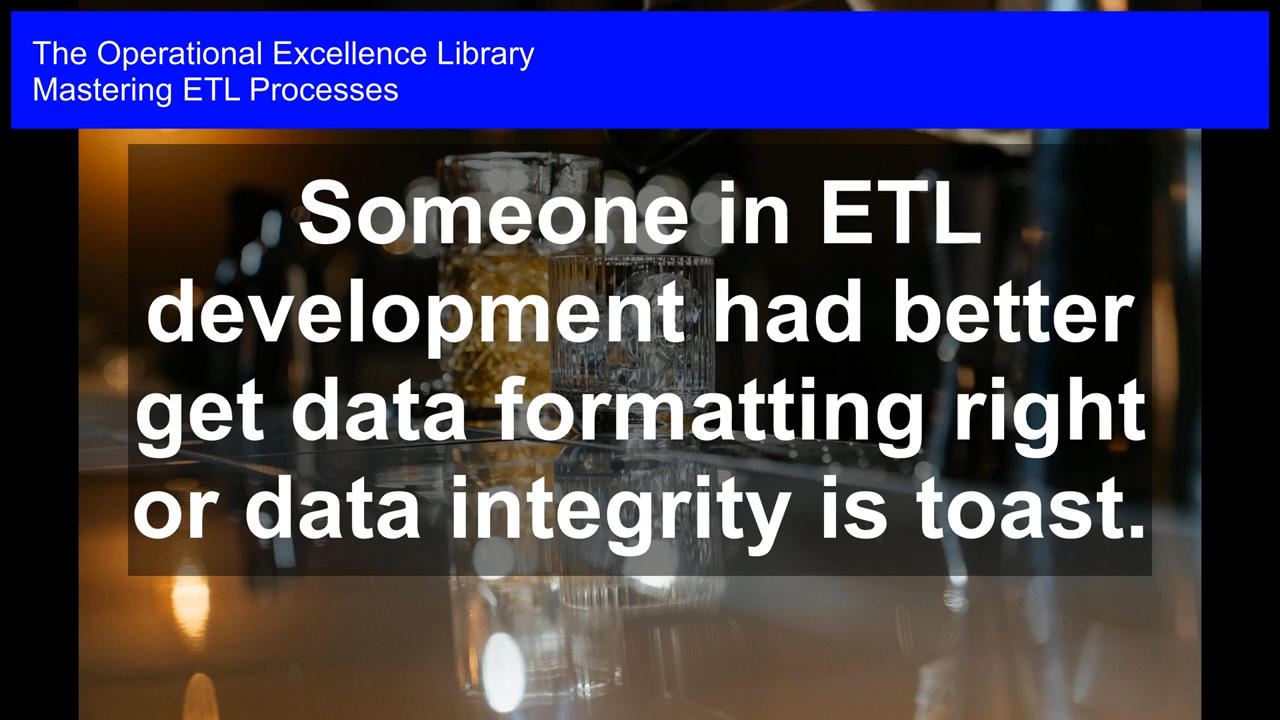 The Operational Excellence Library
Mastering ETL Processes
Someone in ETL
development had better
get data formatting right
or data integrity is toast.